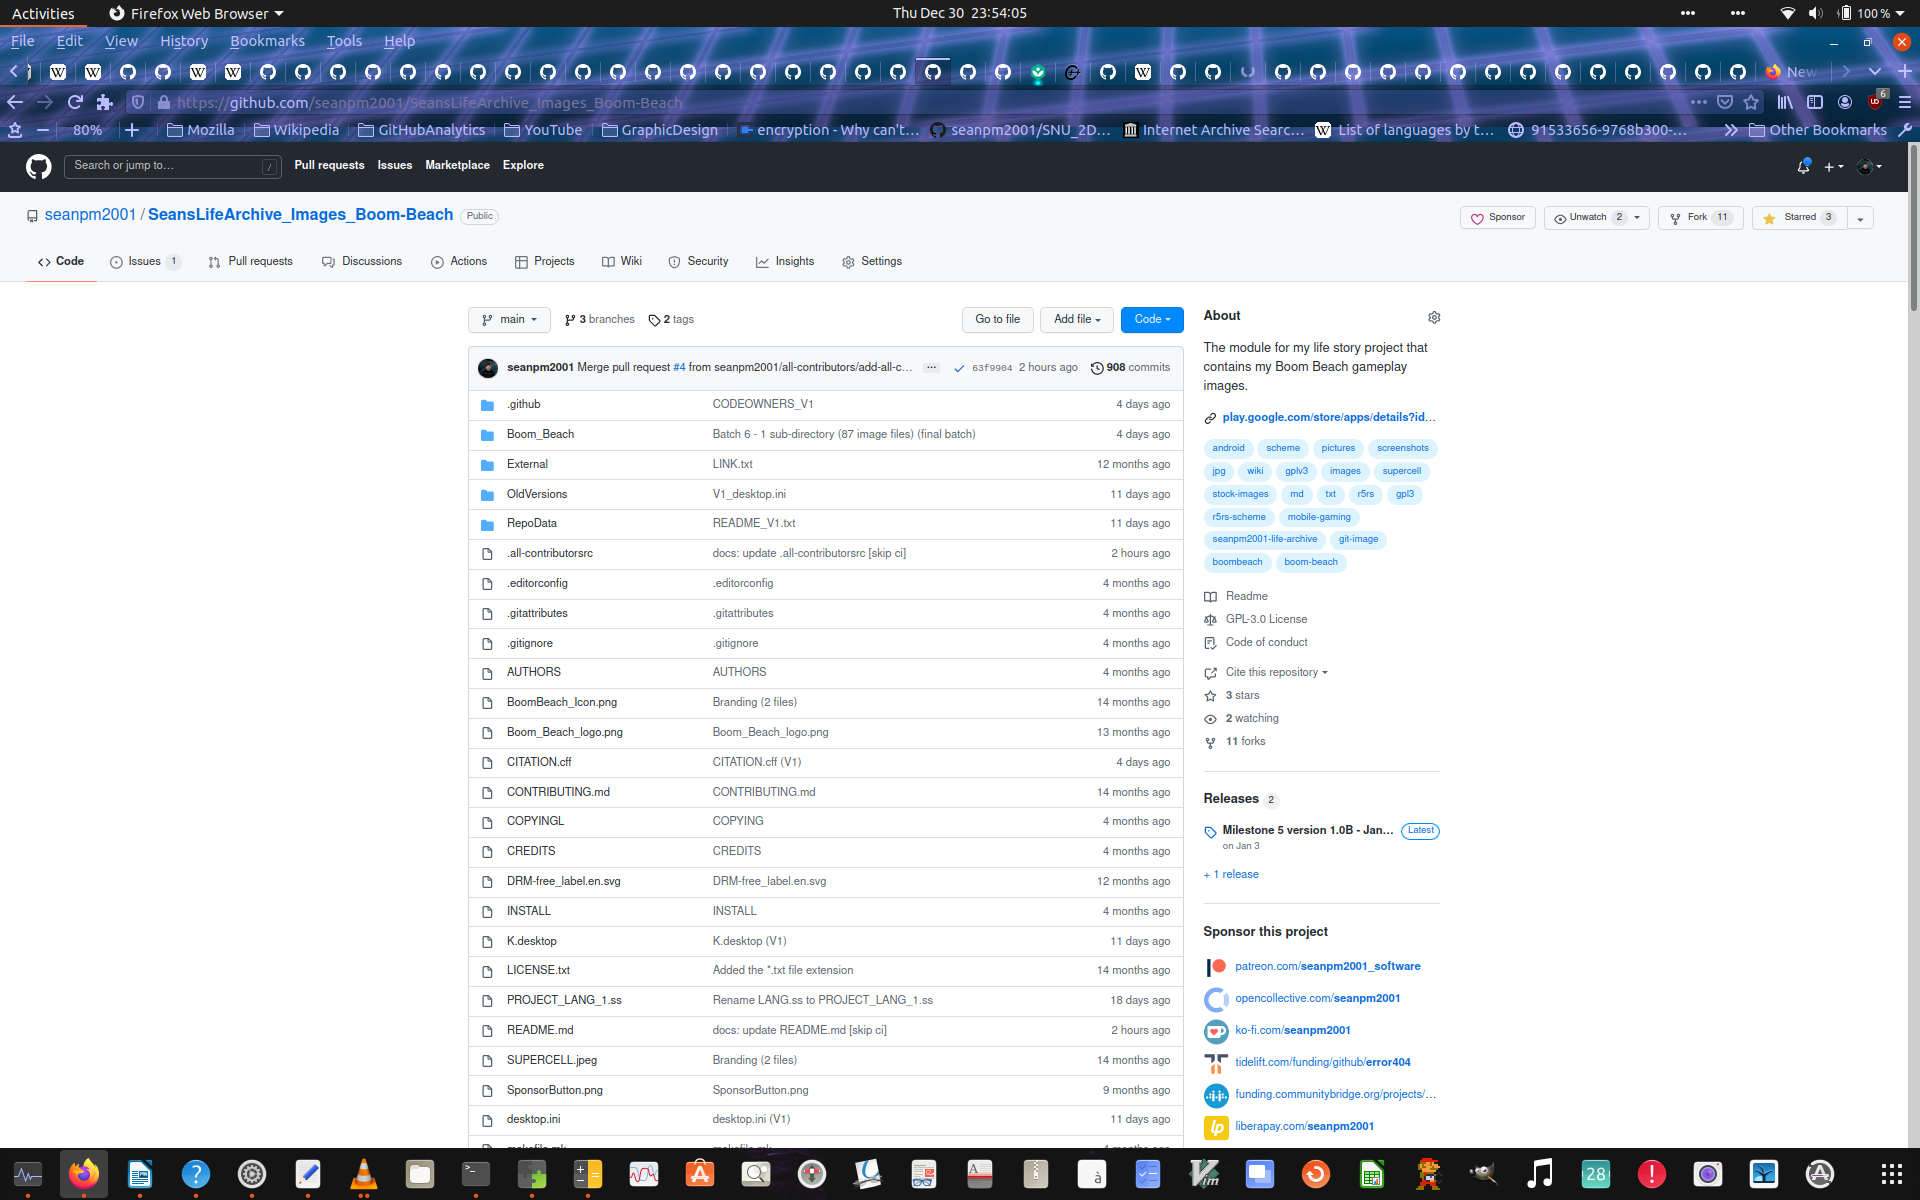 Activities Firefox Web Browser Thu Dec 30 23:54:05 100 %
File Edit View History Bookmarks Tools Help
New
https://github.com/seanpm2001/SeansLifeArchive_Images_Boom-Beach 6
80% Mozilla Wikipedia GitHubAnalytics YouTube GraphicDesign encryption - Why can't... seanpm2001/SNU_2D... Internet Archive Searc... List of languages by t... 91533656-9768b300-... Other Bookmarks
Search or jump to... / Pull requests Issues Marketplace Explore
seanpm2001 / SeansLifeArchive_Images_Boom-Beach Public
Sponsor Unwatch 2 Fork 11 Starred 3
Code Issues 1 Pull requests Discussions Actions Projects Wiki Security Insights Settings
main 3 branches 2 tags Go to file Add file Code
seanpm2001 Merge pull request #4 from seanpm2001/all-contributors/add-all-c... ... 63f9904 2 hours ago 908 commits
.github CODEOWNERS_V1 4 days ago
Boom_Beach Batch 6 - 1 sub-directory (87 image files) (final batch) 4 days ago
External LINK.txt 12 months ago
OldVersions V1_desktop.ini 11 days ago
RepoData README_V1.txt 11 days ago
.all-contributorsrc docs: update .all-contributorsrc [skip ci] 2 hours ago
.editorconfig .editorconfig 4 months ago
.gitattributes .gitattributes 4 months ago
.gitignore .gitignore 4 months ago
AUTHORS AUTHORS 4 months ago
BoomBeach_Icon.png Branding (2 files) 14 months ago
Boom_Beach_logo.png Boom_Beach_logo.png 13 months ago
CITATION.cff CITATION.cff (V1) 4 days ago
CONTRIBUTING.md CONTRIBUTING.md 14 months ago
COPYINGL COPYING 4 months ago
CREDITS CREDITS 4 months ago
DRM-free_label.en.svg DRM-free_label.en.svg 12 months ago
INSTALL INSTALL 4 months ago
K.desktop K.desktop (V1) 11 days ago
LICENSE.txt Added the *.txt file extension 14 months ago
PROJECT_LANG_1.ss Rename LANG.ss to PROJECT_LANG_1.ss 18 days ago
README.md docs: update README.md [skip ci] 2 hours ago
SUPERCELL.jpeg Branding (2 files) 14 months ago
SponsorButton.png SponsorButton.png 9 months ago
desktop.ini desktop.ini (V1) 11 days ago
About
The module for my life story project that
contains my Boom Beach gameplay
images.
play.google.com/store/apps/details?id...
android scheme pictures screenshots
jpg wiki gplv3 images supercell
stock-images md txt r5rs gpl3
r5rs-scheme mobile-gaming
seanpm2001-life-archive git-image
boombeach boom-beach
Readme
GPL-3.0 License
Code of conduct
Cite this repository
3 stars
2 watching
11 forks
Releases 2
Milestone 5 version 1.0B - Jan... Latest
on Jan 3
+ 1 release
Sponsor this project
patreon.com/seanpm2001_software
opencollective.com/seanpm2001
ko-fi.com/seanpm2001
tidelift.com/funding/github/error404
funding.communitybridge.org/projects/...
liberapay.com/seanpm2001
28